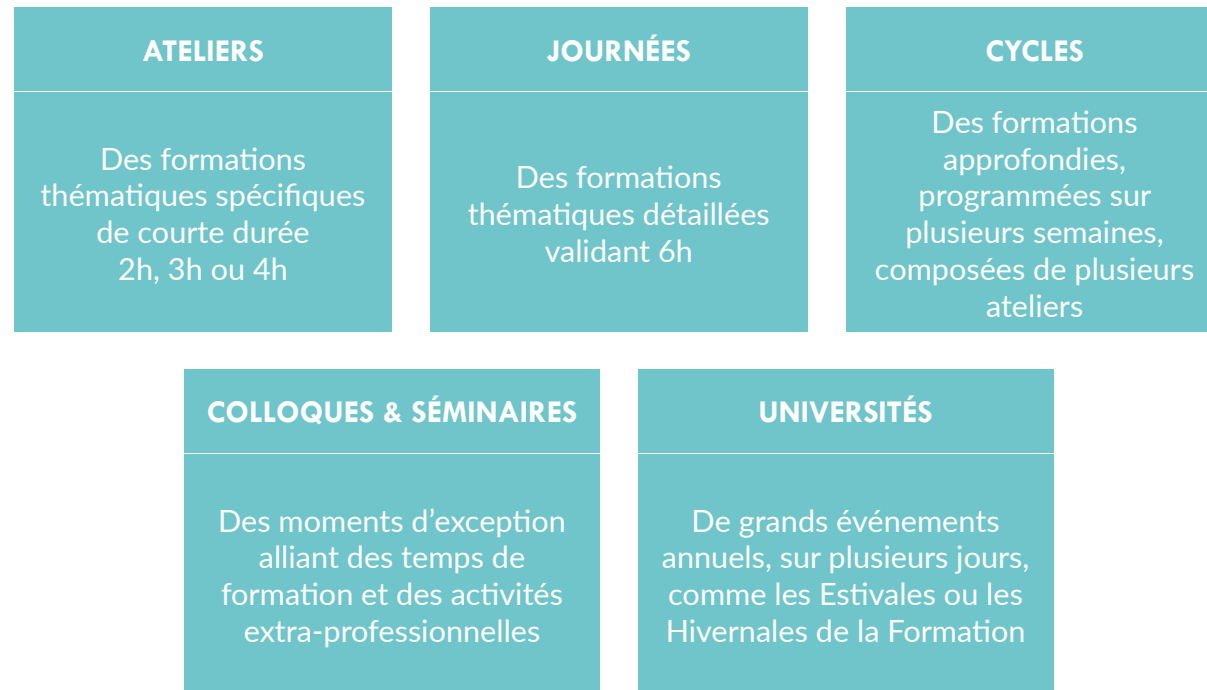 ATELIERS
Des formations
thématiques spécifiques
de courte durée
2h, 3h ou 4h
JOURNÉES
Des formations
thématiques détaillées
validant 6h
CYCLES
Des formations
approfondies,
programmées sur
plusieurs semaines,
composées de plusieurs
ateliers
COLLOQUES & SÉMINAIRES
Des moments d’exception
alliant des temps de
formation et des activités
extra-professionnelles
UNIVERSITÉS
De grands événements
annuels, sur plusieurs jours,
comme les Estivales ou les
Hivernales de la Formation